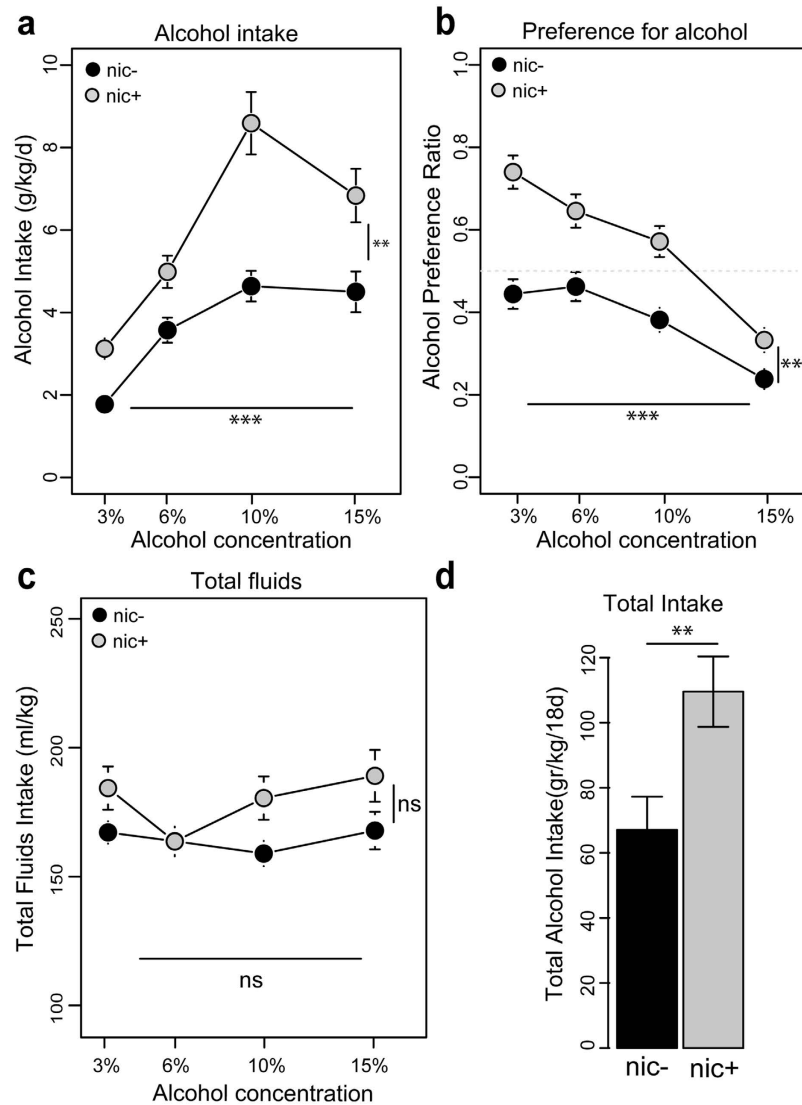 a
Alcohol intake
nic-
nic+
Alcohol Intake (g/kg/d)
0
2
4
6
8
10
**
***
3%
6%
10%
15%
Alcohol concentration
b
Preference for alcohol
nic-
nic+
Alcohol Preference Ratio
0.0
0.2
0.4
0.6
0.8
1.0
**
***
3%
6%
10%
15%
Alcohol concentration
c
Total fluids
nic-
nic+
Total Fluids Intake (ml/kg)
100
150
200
250
ns
ns
3%
6%
10%
15%
Alcohol concentration
d
Total Intake
**
Total Alcohol Intake(gr/kg/18d)
0
20
40
60
80
100
120
nic-
nic+